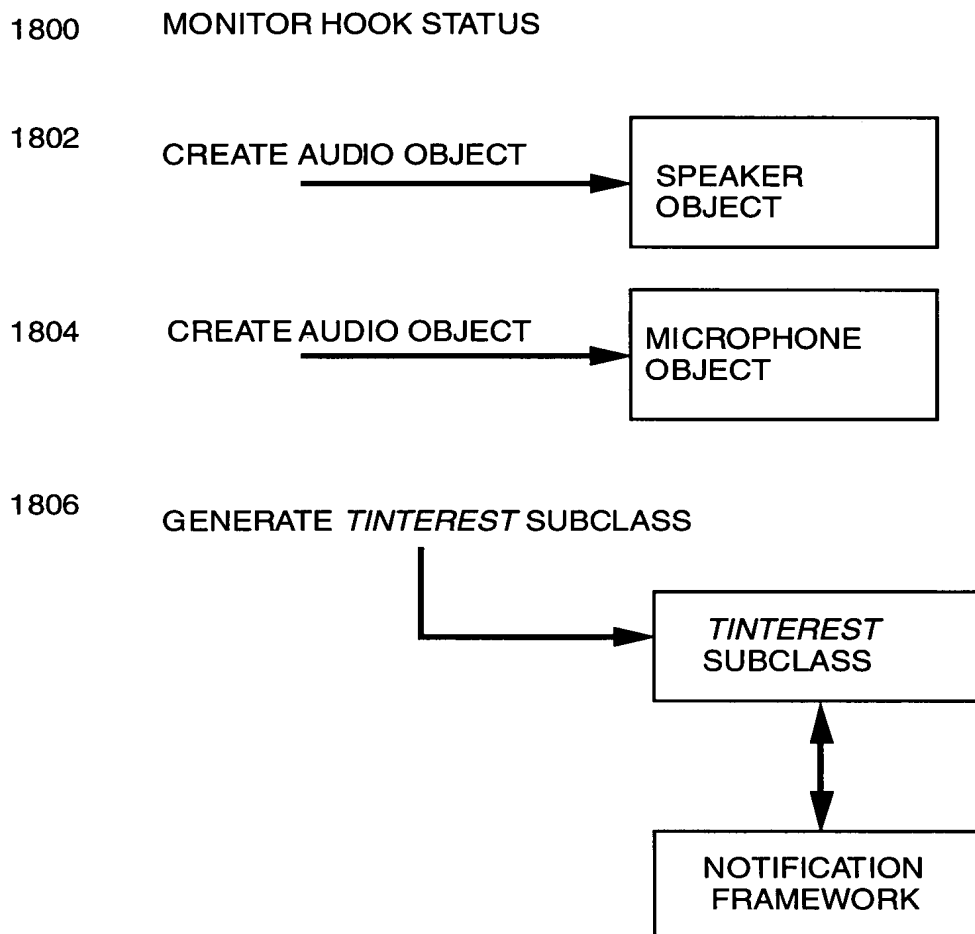 1800 MONITOR HOOK STATUS
1802
CREATE AUDIO OBJECT
SPEAKER
OBJECT
1804 CREATE AUDIO OBJECT
MICROPHONE
OBJECT
1806
GENERATE TINTEREST SUBCLASS
TINTEREST
SUBCLASS
NOTIFICATION
FRAMEWORK